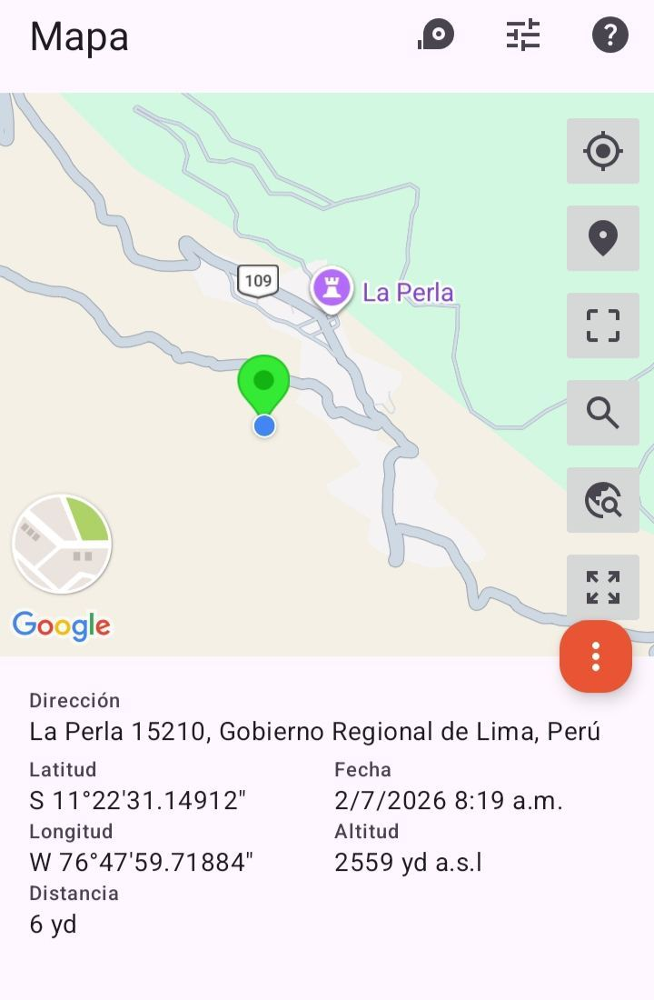 Mapa
109
La Perla
Google
Dirección
La Perla 15210, Gobierno Regional de Lima, Perú
Latitud
S 11°22'31.14912"
Fecha
2/7/2026 8:19 a.m.
Longitud
W 76°47'59.71884"
Altitud
2559 yd a.s.l
Distancia
6 yd